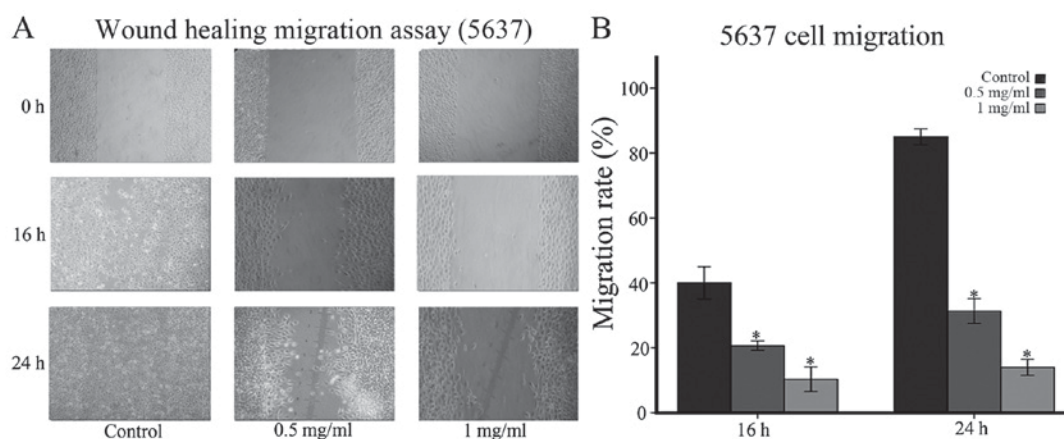 A
Wound healing migration assay (5637)
0 h
16 h
24 h
Control
0.5 mg/ml
1 mg/ml
B
5637 cell migration
Control
0.5 mg/ml
1 mg/ml
Migration rate (%)
100
80
60
40
20
0
*
*
*
*
16 h
24 h